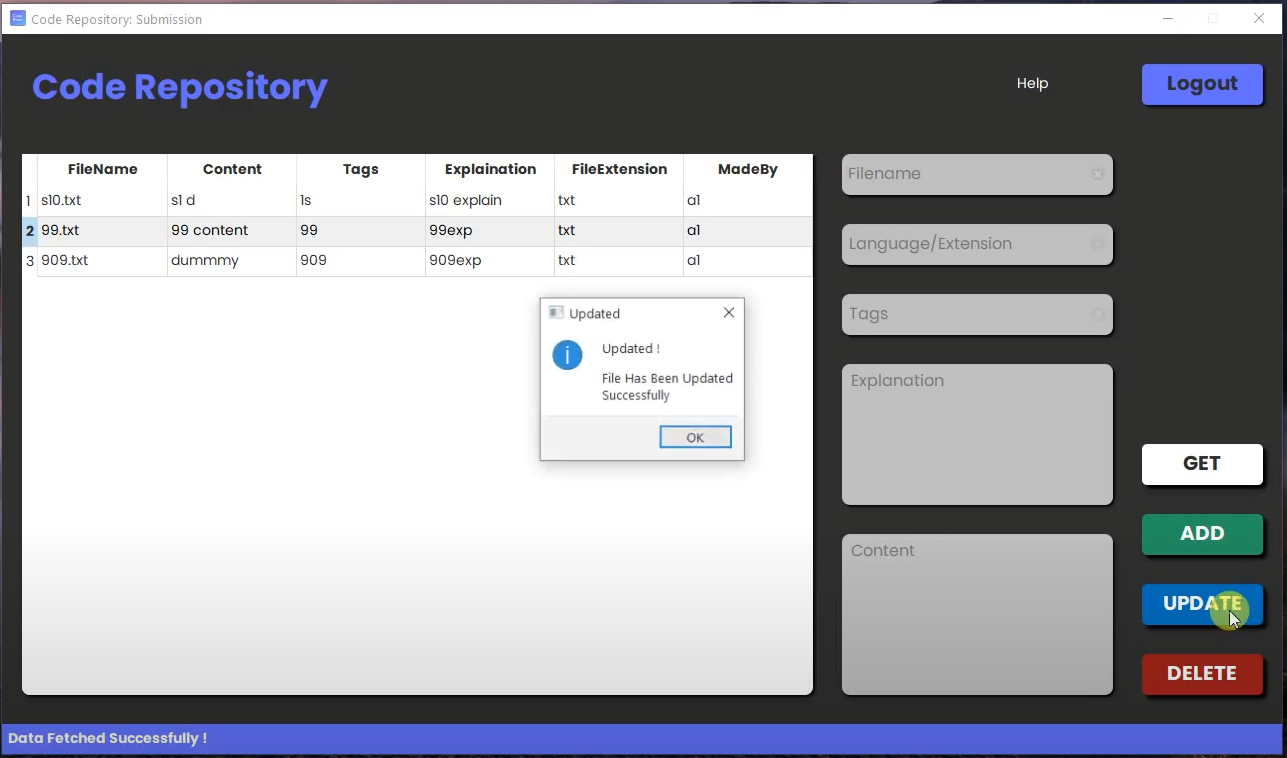 Code Repository: Submission
Code Repository
Help
Logout
FileName Content Tags Explaination FileExtension MadeBy
1 s10.txt s1 d 1s s10 explain txt a1
2 99.txt 99 content 99 99exp txt a1
3 909.txt dummmy 909 909exp txt a1
Updated
Updated !
File Has Been Updated
Successfully
OK
Filename
Language/Extension
Tags
Explanation
Content
GET
ADD
UPDATE
DELETE
Data Fetched Successfully !